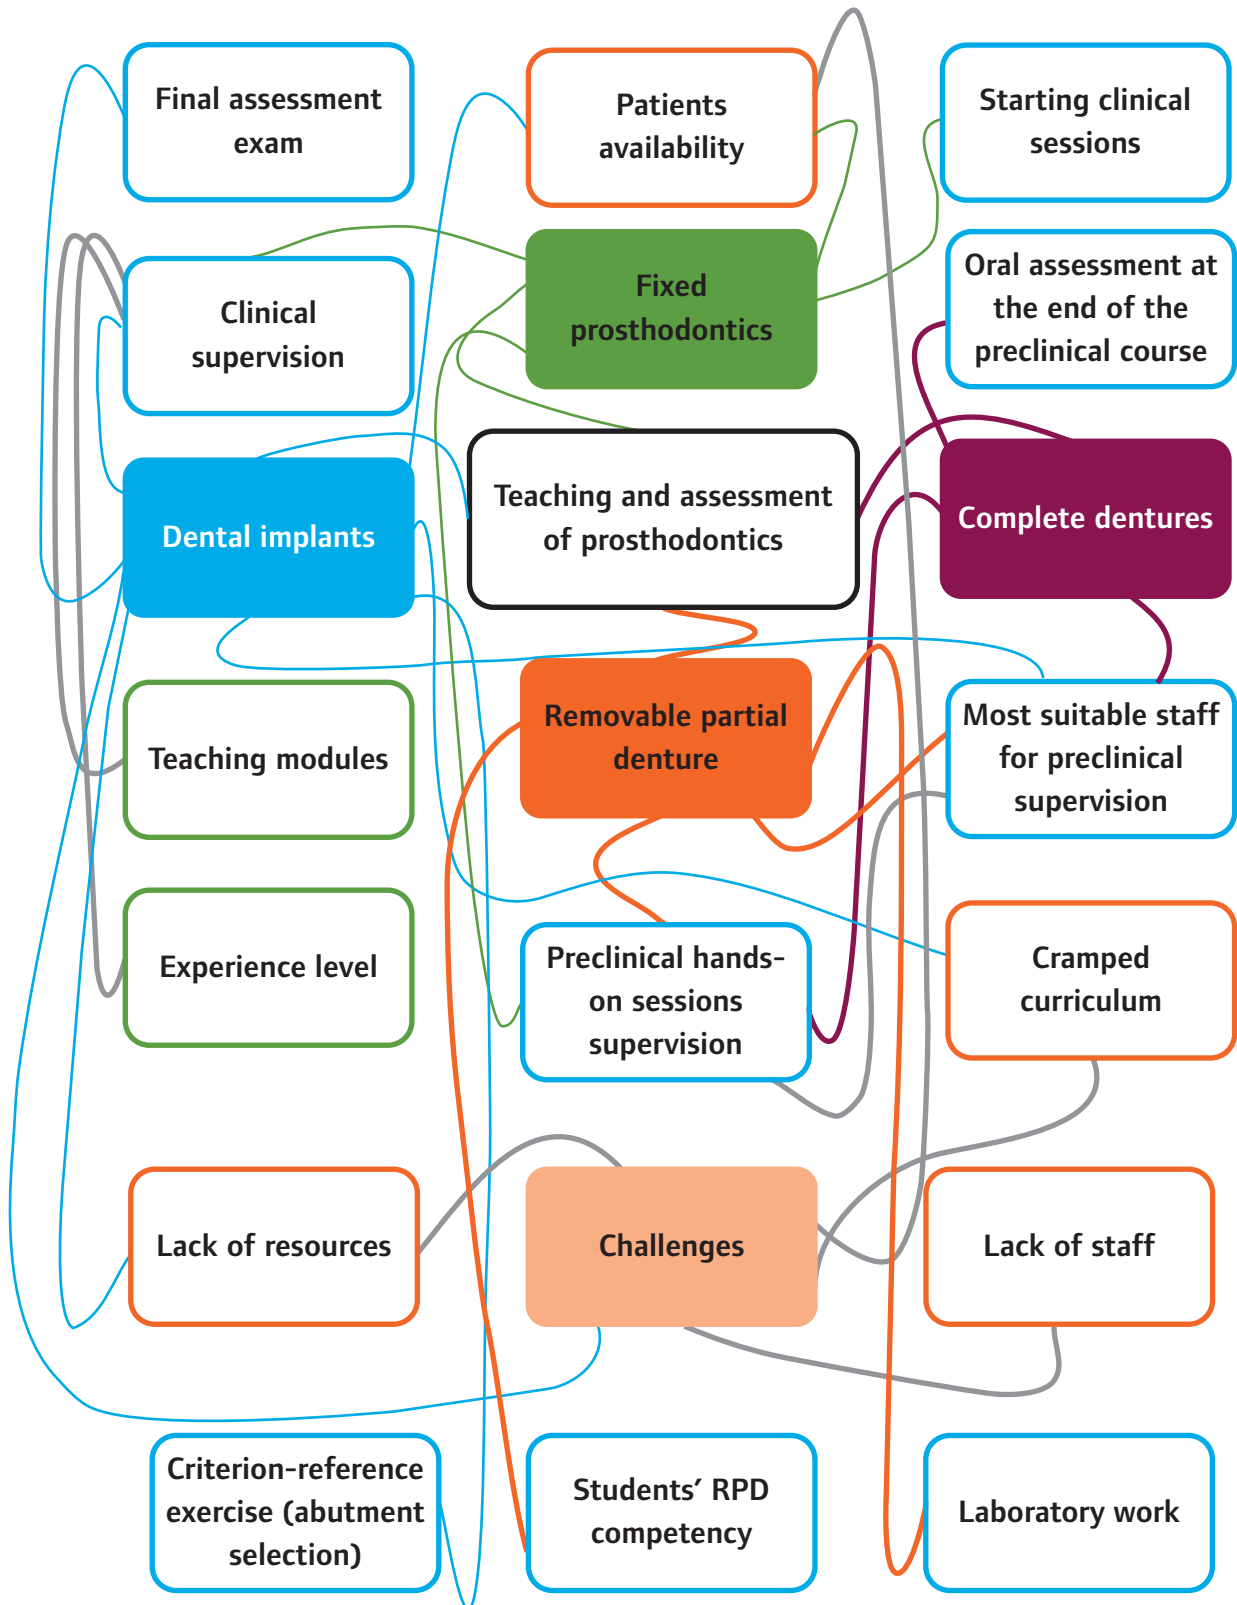 Final assessment
exam
Patients
availability
Starting clinical
sessions
Clinical
supervision
Fixed
prosthodontics
Oral assessment at
the end of the
preclinical course
Dental implants
Teaching and assessment
of prosthodontics
Complete dentures
Teaching modules
Removable partial
denture
Most suitable staff
for preclinical
supervision
Experience level
Preclinical hands-
on sessions
supervision
Cramped
curriculum
Lack of resources
Challenges
Lack of staff
Criterion-reference
exercise (abutment
selection)
Students’ RPD
competency
Laboratory work